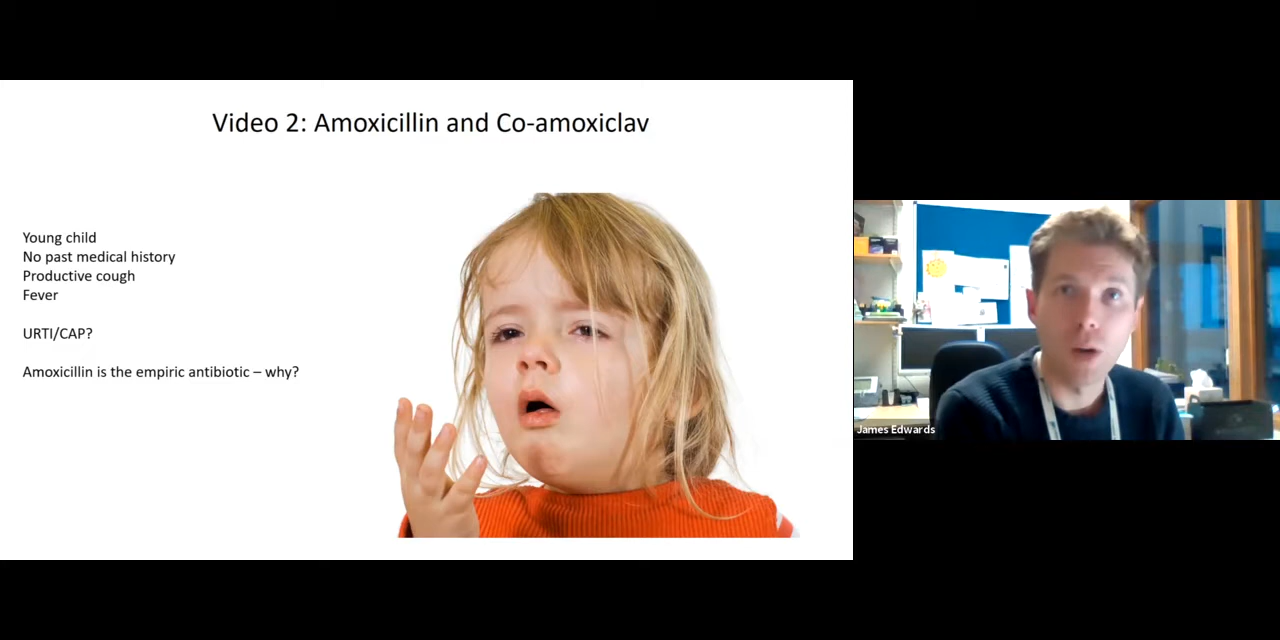 Video 2: Amoxicillin and Co-amoxiclav
Young child
No past medical history
Productive cough
Fever
URTI/CAP?
Amoxicillin is the empiric antibiotic – why?
James Edwards